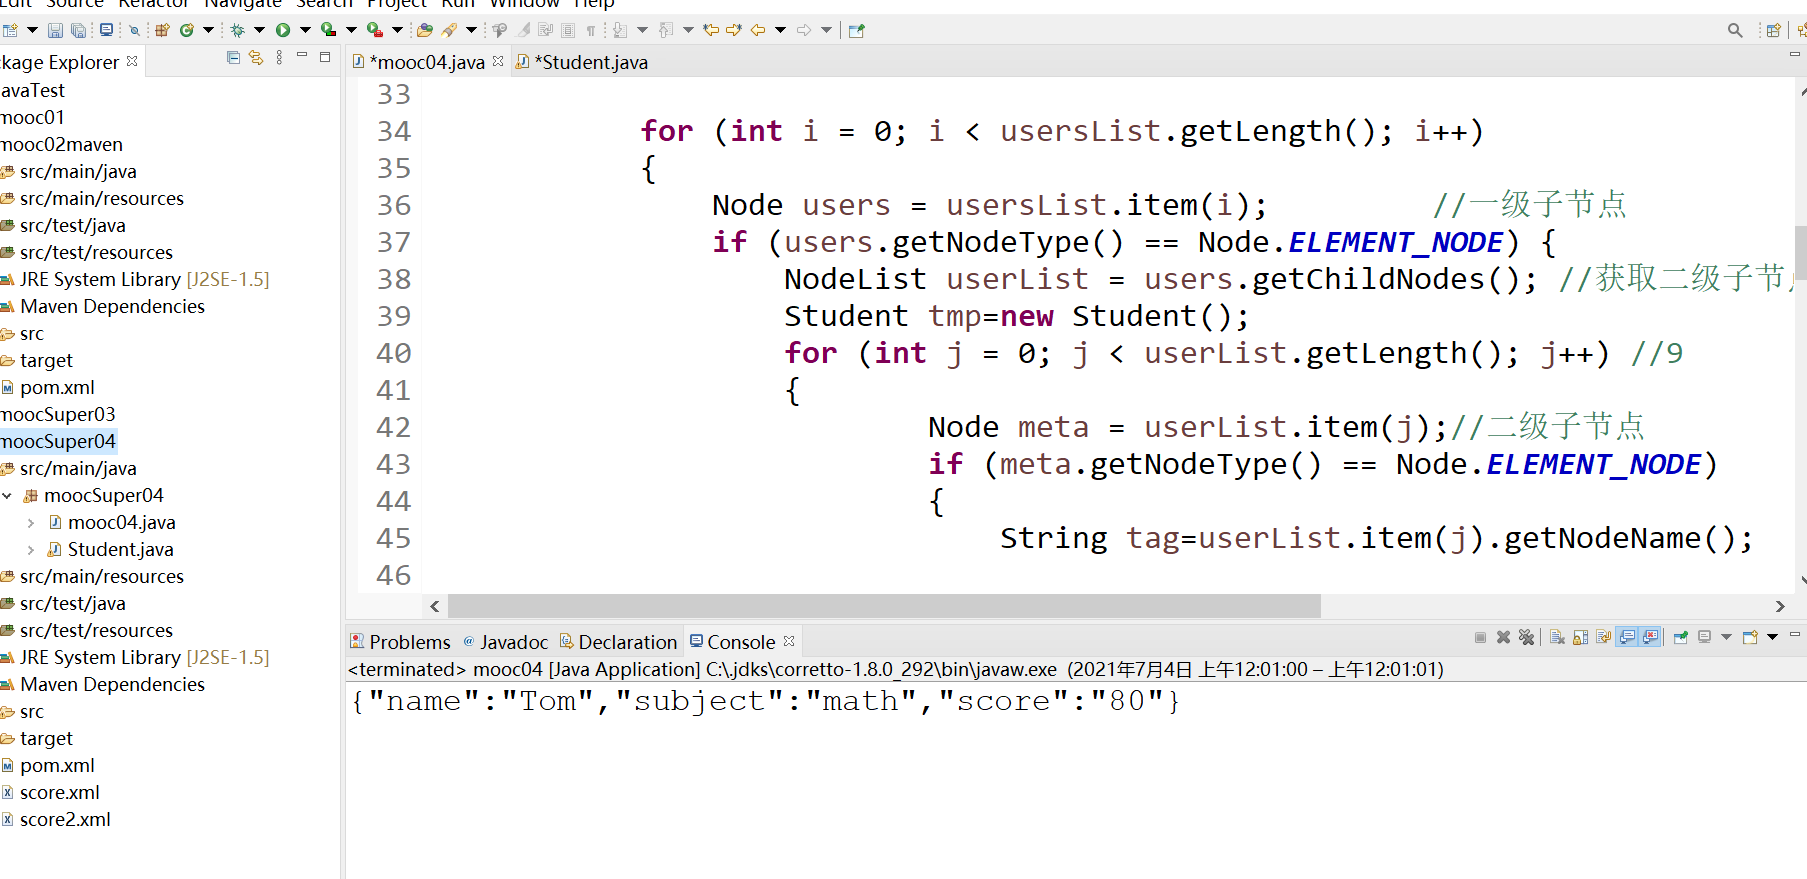 Edit Source Refactor Navigate Search Project Run Window Help
kage Explorer
avaTest
mooc01
mooc02maven
src/main/java
src/main/resources
src/test/java
src/test/resources
JRE System Library [J2SE-1.5]
Maven Dependencies
src
target
pom.xml
moocSuper03
moocSuper04
src/main/java
moocSuper04
mooc04.java
Student.java
src/main/resources
src/test/java
src/test/resources
JRE System Library [J2SE-1.5]
Maven Dependencies
src
target
pom.xml
score.xml
score2.xml
*mooc04.java *Student.java
33
34 for (int i = 0; i < usersList.getLength(); i++)
35 {
36 Node users = usersList.item(i); //一级子节点
37 if (users.getNodeType() == Node.ELEMENT_NODE) {
38 NodeList userList = users.getChildNodes(); //获取二级子节点
39 Student tmp=new Student();
40 for (int j = 0; j < userList.getLength(); j++) //9
41 {
42 Node meta = userList.item(j);//二级子节点
43 if (meta.getNodeType() == Node.ELEMENT_NODE)
44 {
45 String tag=userList.item(j).getNodeName();
46
Problems @ Javadoc Declaration Console
<terminated> mooc04 [Java Application] C:\.jdks\corretto-1.8.0_292\bin\javaw.exe (2021年7月4日 上午12:01:00 – 上午12:01:01)
{"name":"Tom","subject":"math","score":"80"}